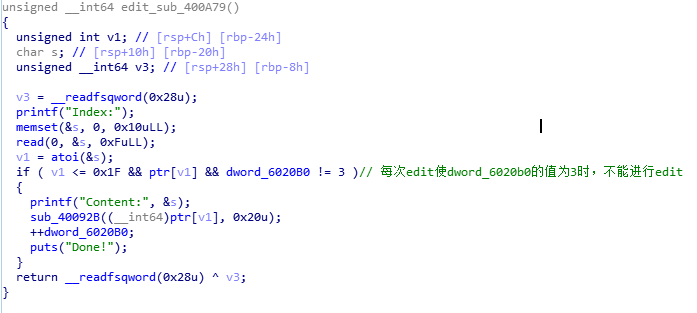 unsigned __int64 edit_sub_400A79()
{
unsigned int v1; // [rsp+Ch] [rbp-24h]
char s; // [rsp+10h] [rbp-20h]
unsigned __int64 v3; // [rsp+28h] [rbp-8h]
v3 = __readfsqword(0x28u);
printf("Index:");
memset(&s, 0, 0x10uLL);
read(0, &s, 0xFuLL);
v1 = atoi(&s);
if ( v1 <= 0x1F && ptr[v1] && dword_6020B0 != 3 )// 每次edit使dword_6020b0的值为3时，不能进行edit
{
printf("Content:", &s);
sub_40092B((__int64)ptr[v1], 0x20u);
++dword_6020B0;
puts("Done!");
}
return __readfsqword(0x28u) ^ v3;
}